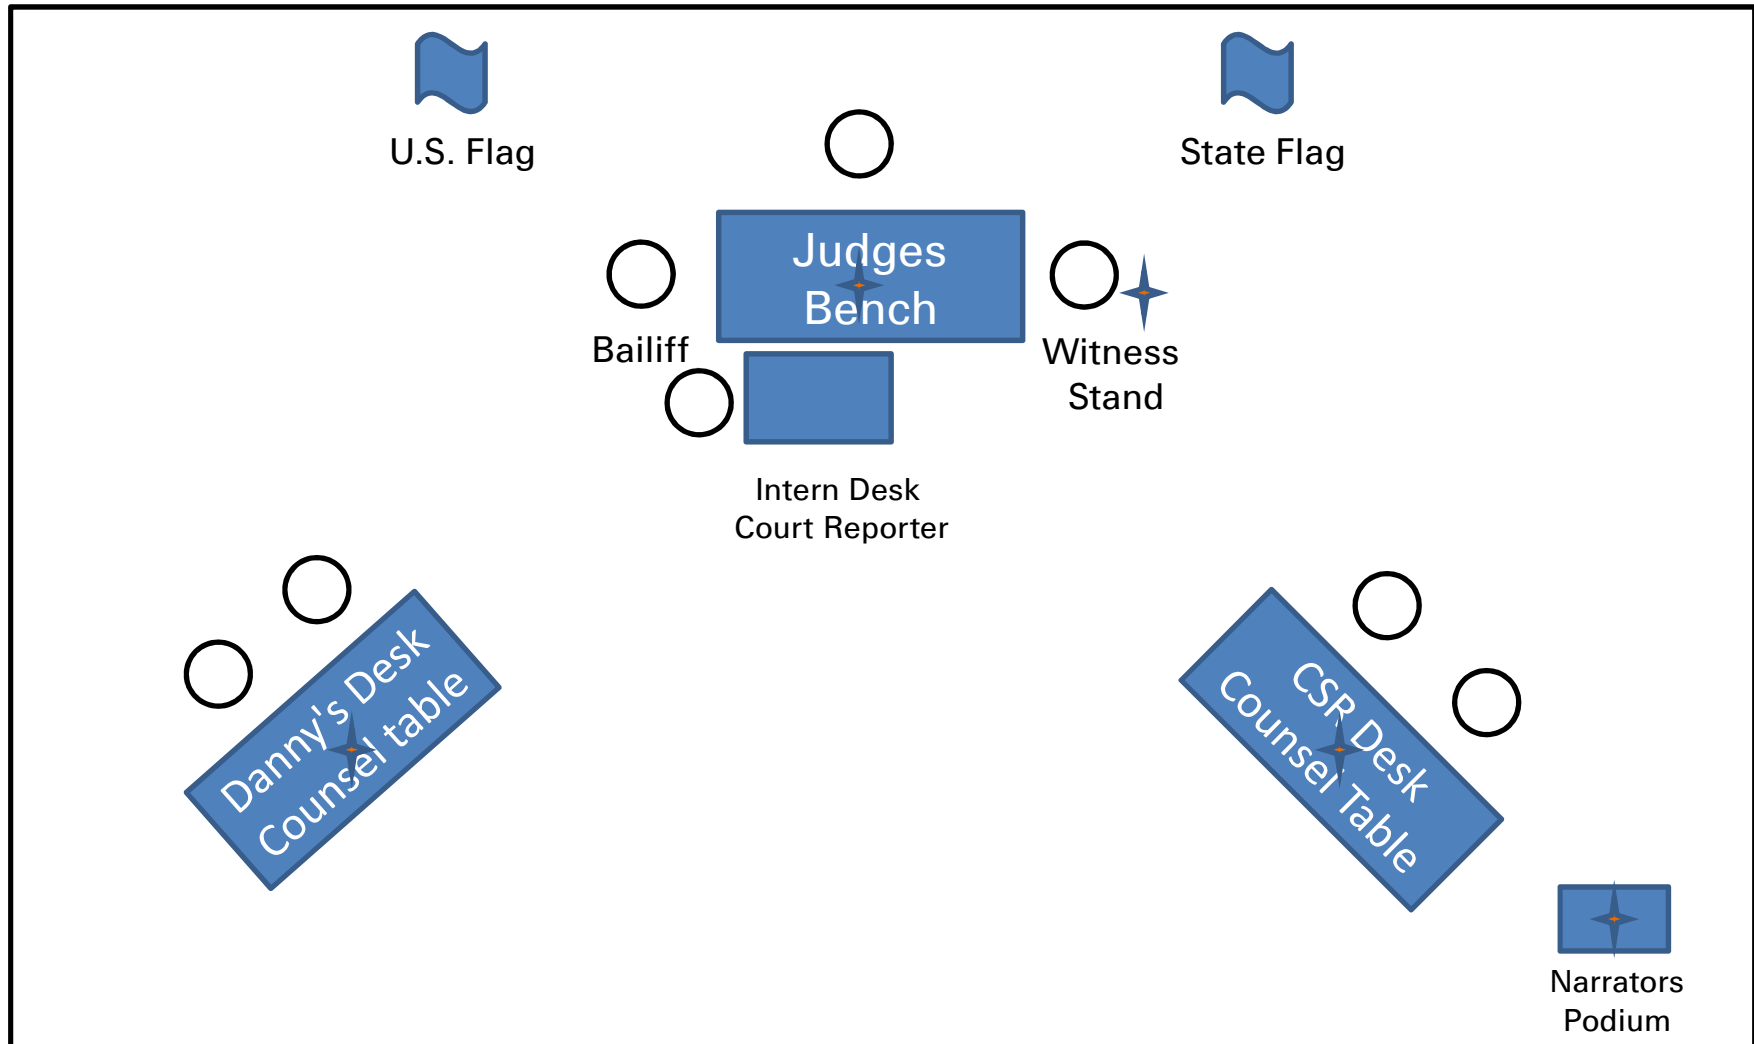 U.S. Flag
State Flag
Judges
Bench
Bailiff
Witness
Stand
Intern Desk
Court Reporter
Danny's Desk
Counsel table
CSR Desk
Counsel Table
Narrators
Podium